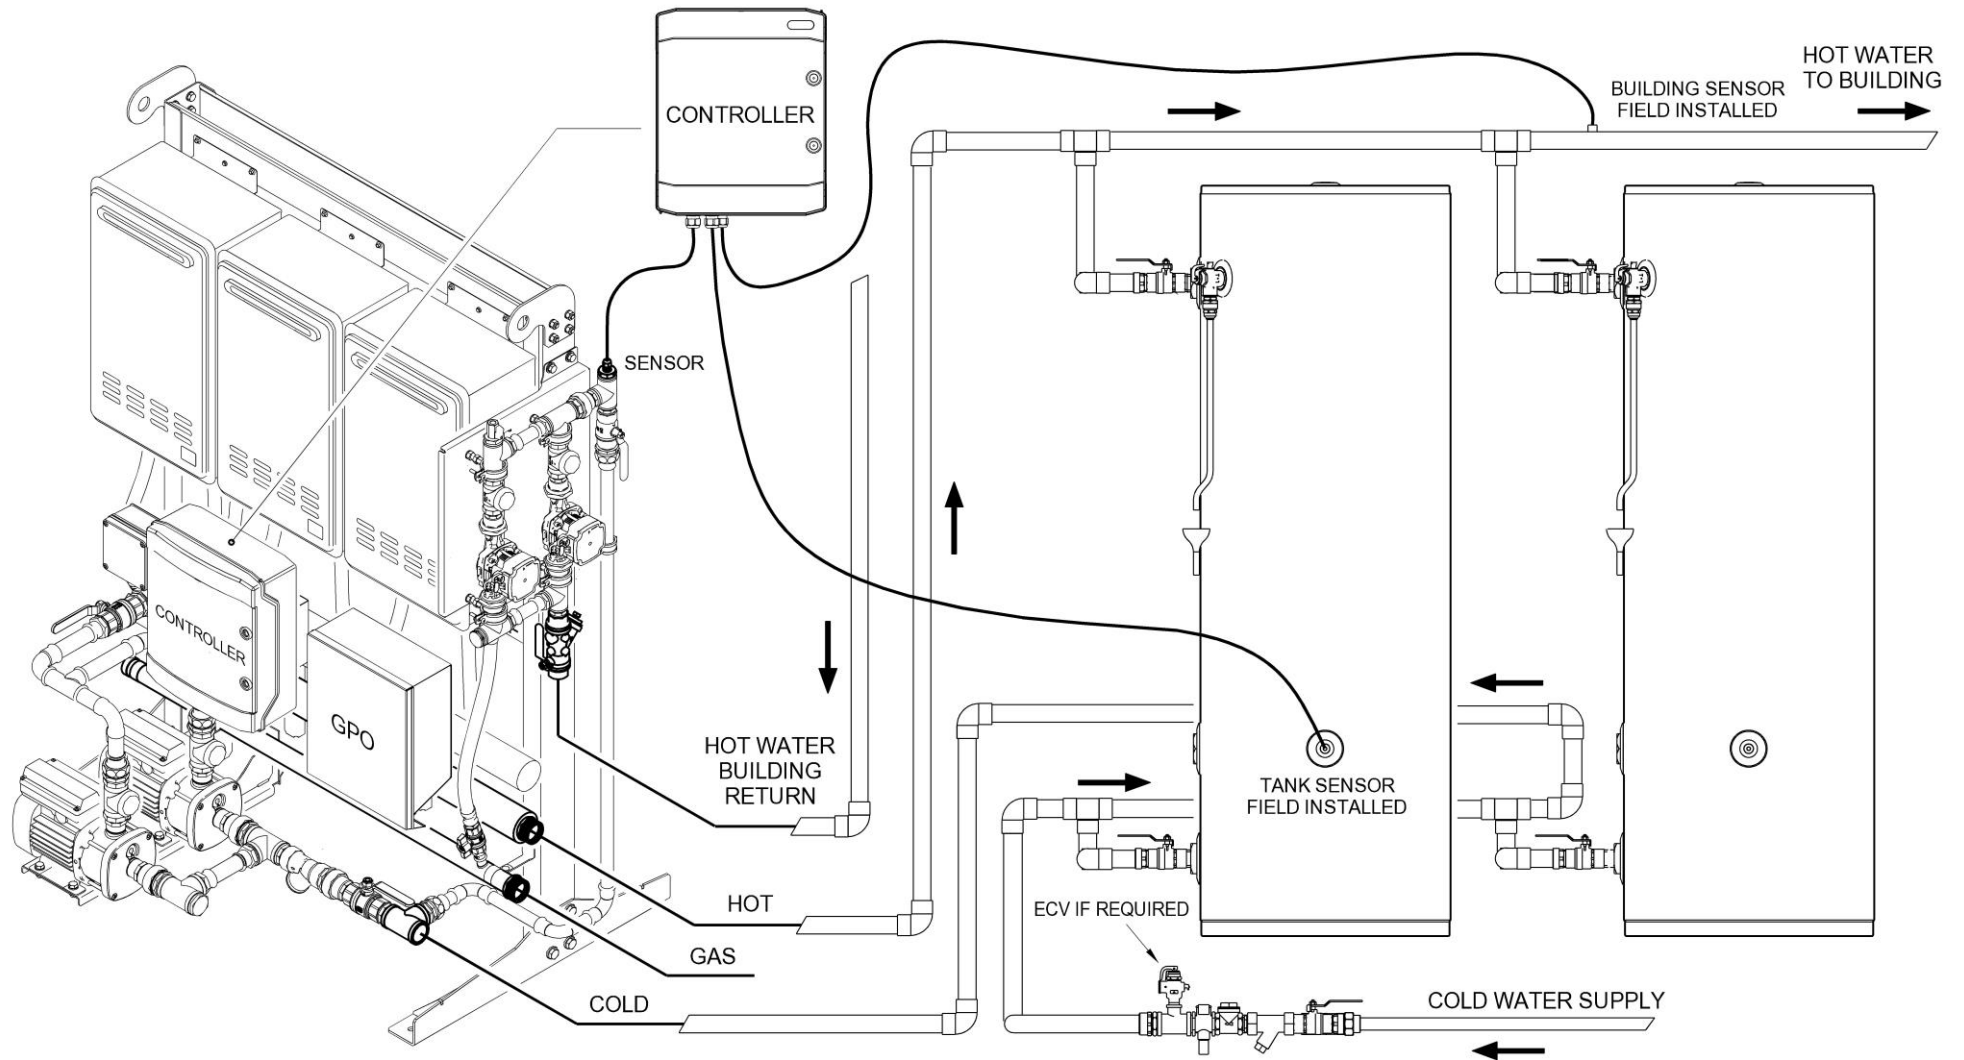 CONTROLLER
HOT WATER
TO BUILDING
BUILDING SENSOR
FIELD INSTALLED
SENSOR
CONTROLLER
GPO
HOT WATER
BUILDING
RETURN
TANK SENSOR
FIELD INSTALLED
HOT
ECV IF REQUIRED
GAS
COLD
COLD WATER SUPPLY